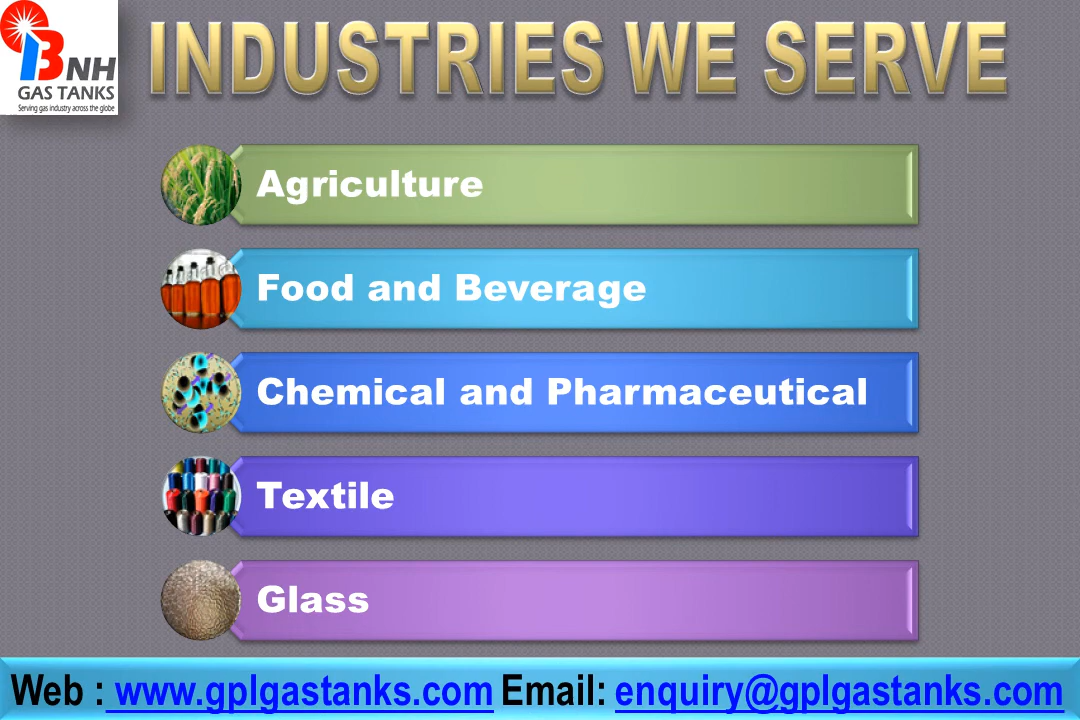 BNH
GAS TANKS
Serving gas industry across the globe
INDUSTRIES WE SERVE
Agriculture
Food and Beverage
Chemical and Pharmaceutical
Textile
Glass
Web : www.gplgastanks.com Email: enquiry@gplgastanks.com